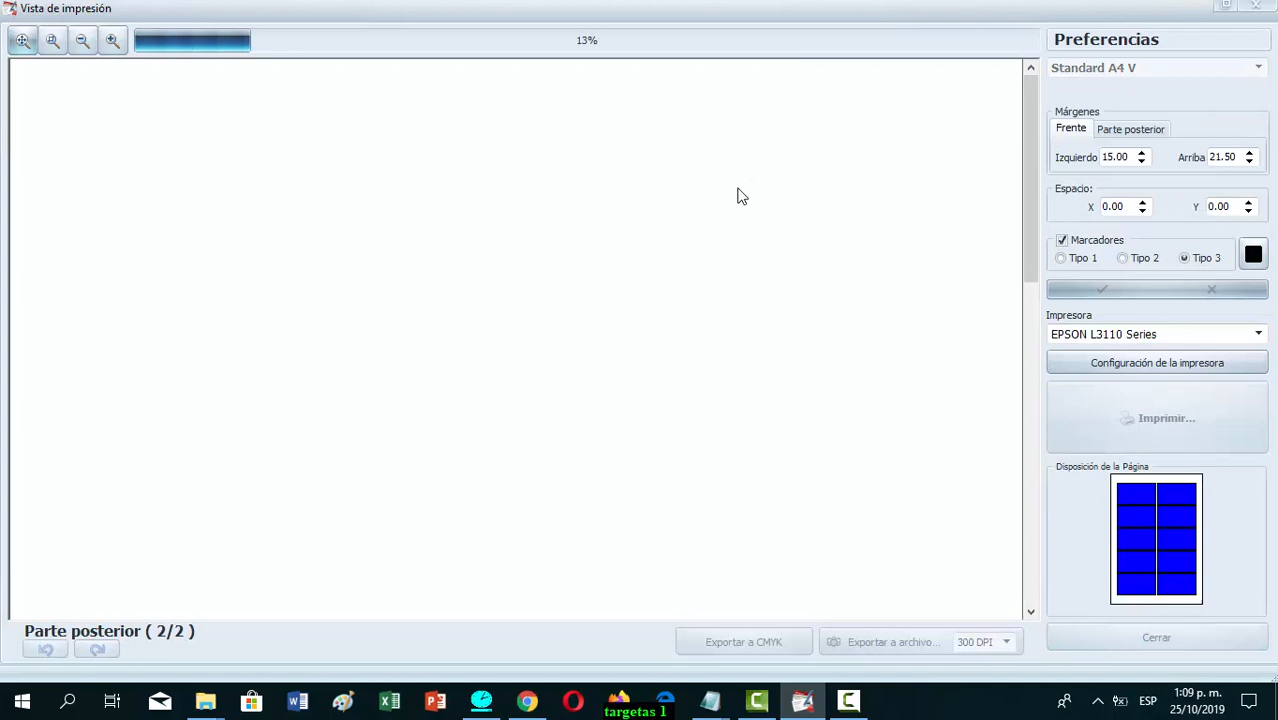 Vista de impresión
13%
Preferencias
Standard A4 V
Márgenes
Frente
Parte posterior
Izquierdo 15.00
Arriba 21.50
Espacio:
X 0.00
Y 0.00
Marcadores
Tipo 1
Tipo 2
Tipo 3
Impresora
EPSON L3110 Series
Configuración de la impresora
Imprimir...
Disposición de la Página
Parte posterior ( 2/2 )
Exportar a CMYK
Exportar a archivo...
300 DPI
Cerrar
targetas 1
ESP
1:09 p. m.
25/10/2019